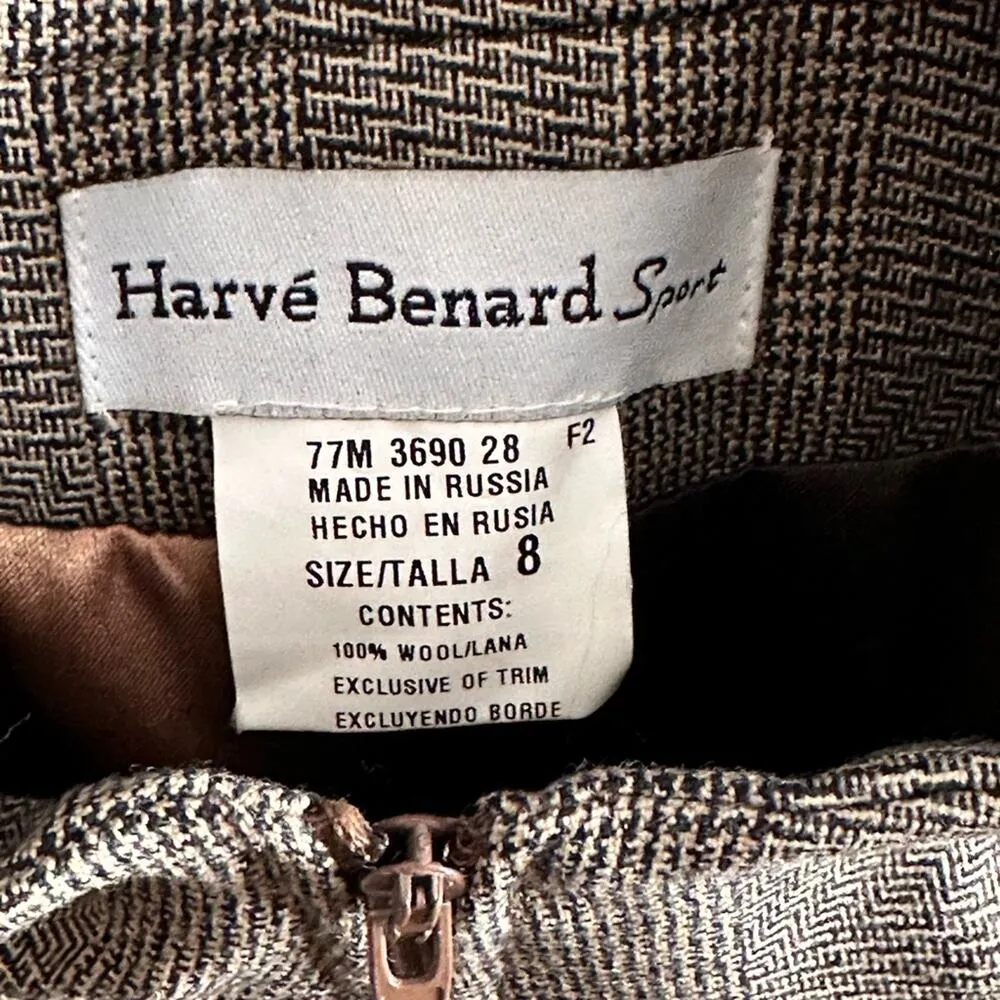 Harvé Benard Sport
77M 3690 28 F2
MADE IN RUSSIA
HECHO EN RUSIA
SIZE/TALLA 8
CONTENTS:
100% WOOL/LANA
EXCLUSIVE OF TRIM
EXCLUYENDO BORDE